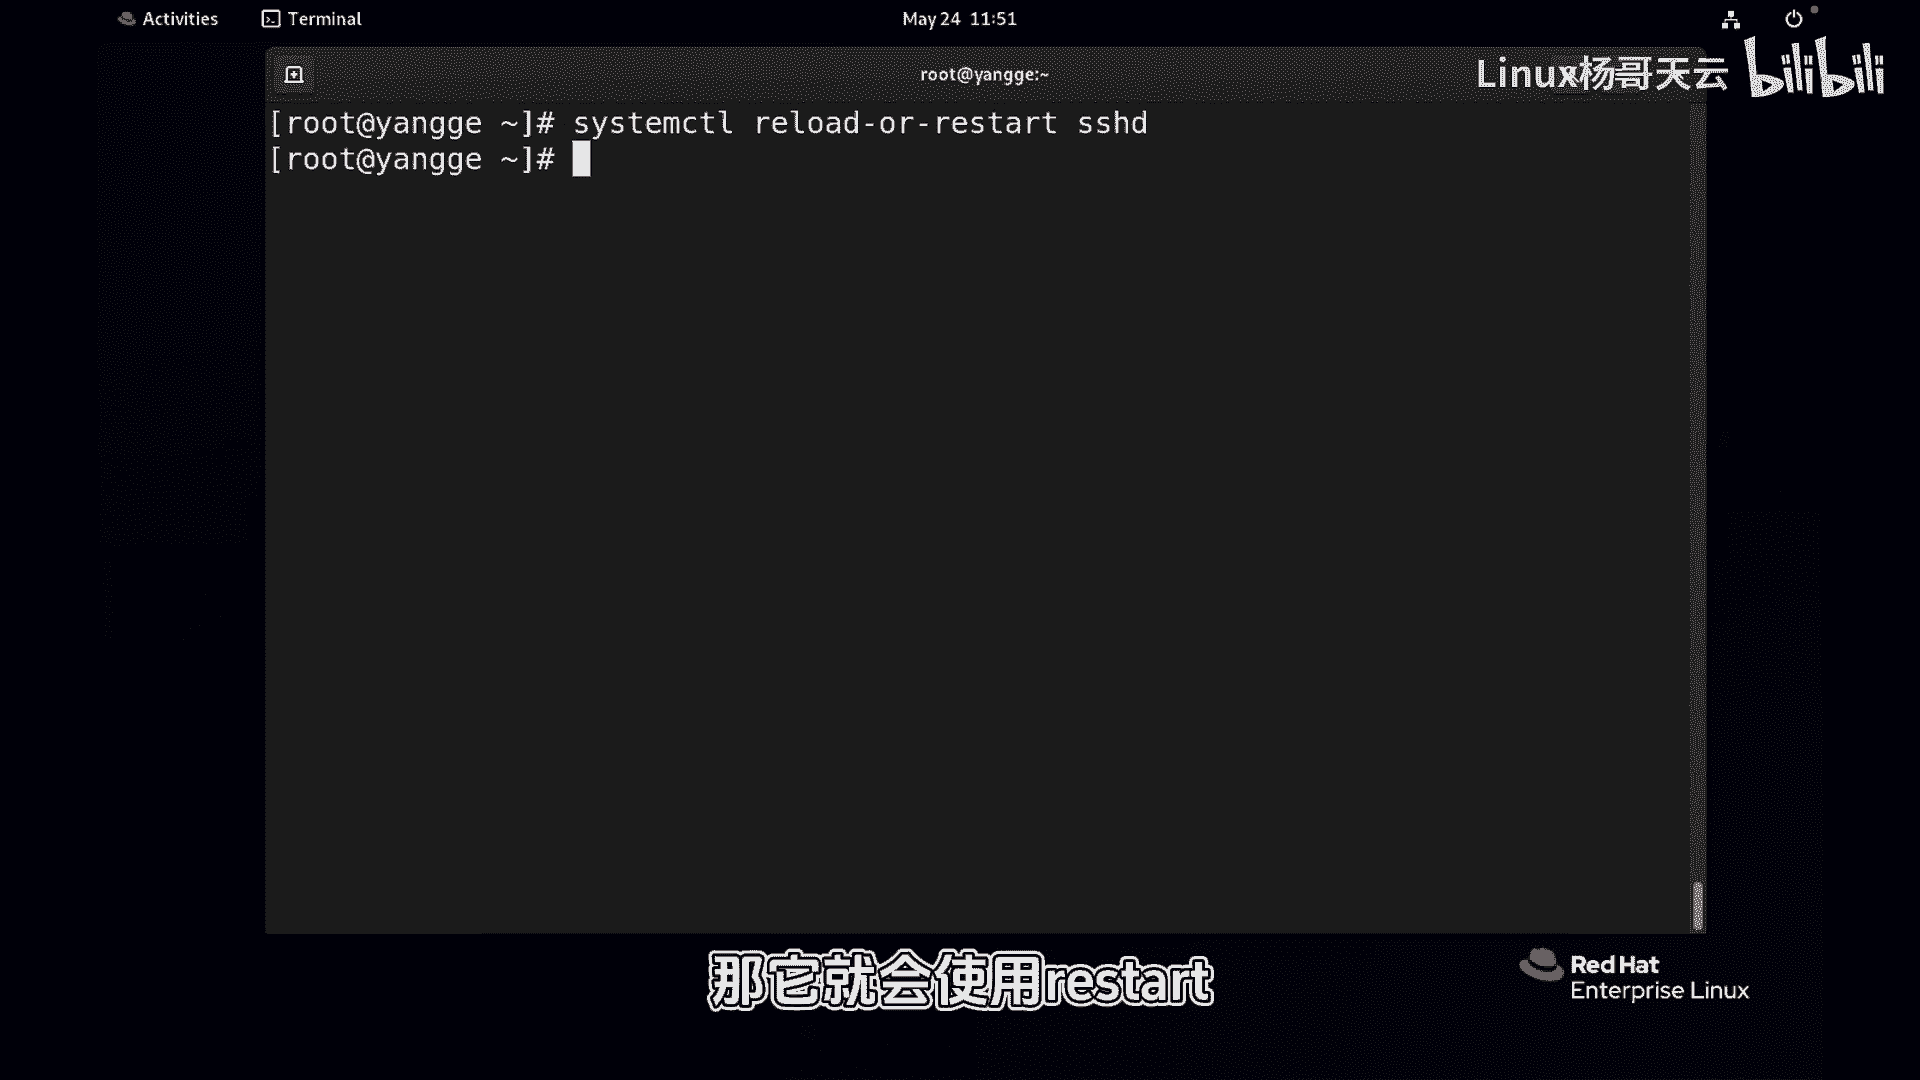 Activities
Terminal
May 24 11:51
root@yangge:~
Linux杨哥天云 bilibili
[root@yangge ~]# systemctl reload-or-restart sshd
[root@yangge ~]#
那它就会使用restart
Red Hat
Enterprise Linux